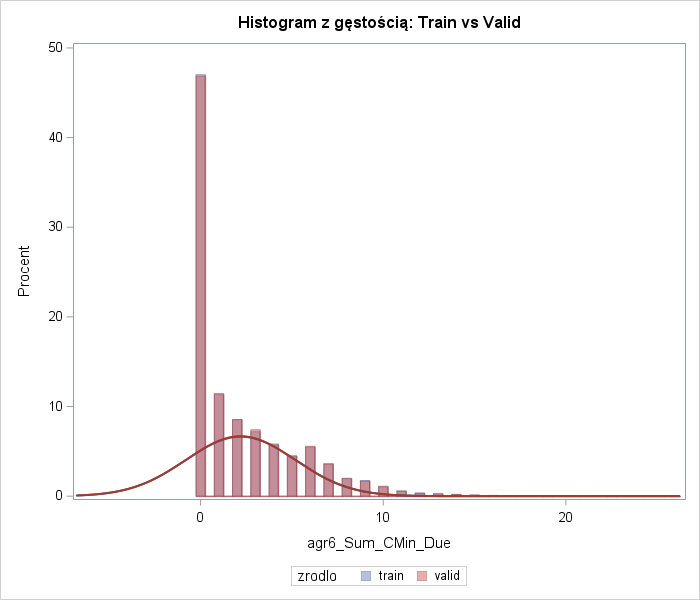 Histogram z gęstością: Train vs Valid
50
40
30
20
10
0
Procent
0
10
20
agr6_Sum_CMin_Due
zrodlo train valid